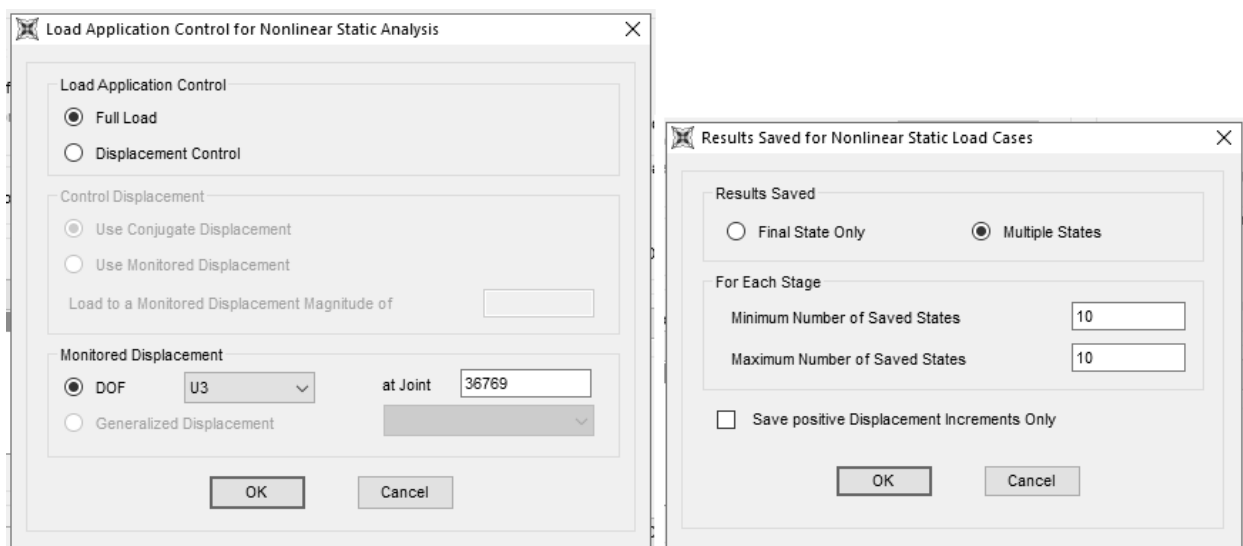 Load Application Control for Nonlinear Static Analysis
Load Application Control
Full Load
Displacement Control
Control Displacement
Use Conjugate Displacement
Use Monitored Displacement
Load to a Monitored Displacement Magnitude of
Monitored Displacement
DOF U3 at Joint 36769
Generalized Displacement
OK Cancel
Results Saved for Nonlinear Static Load Cases
Results Saved
Final State Only Multiple States
For Each Stage
Minimum Number of Saved States 10
Maximum Number of Saved States 10
Save positive Displacement Increments Only
OK Cancel